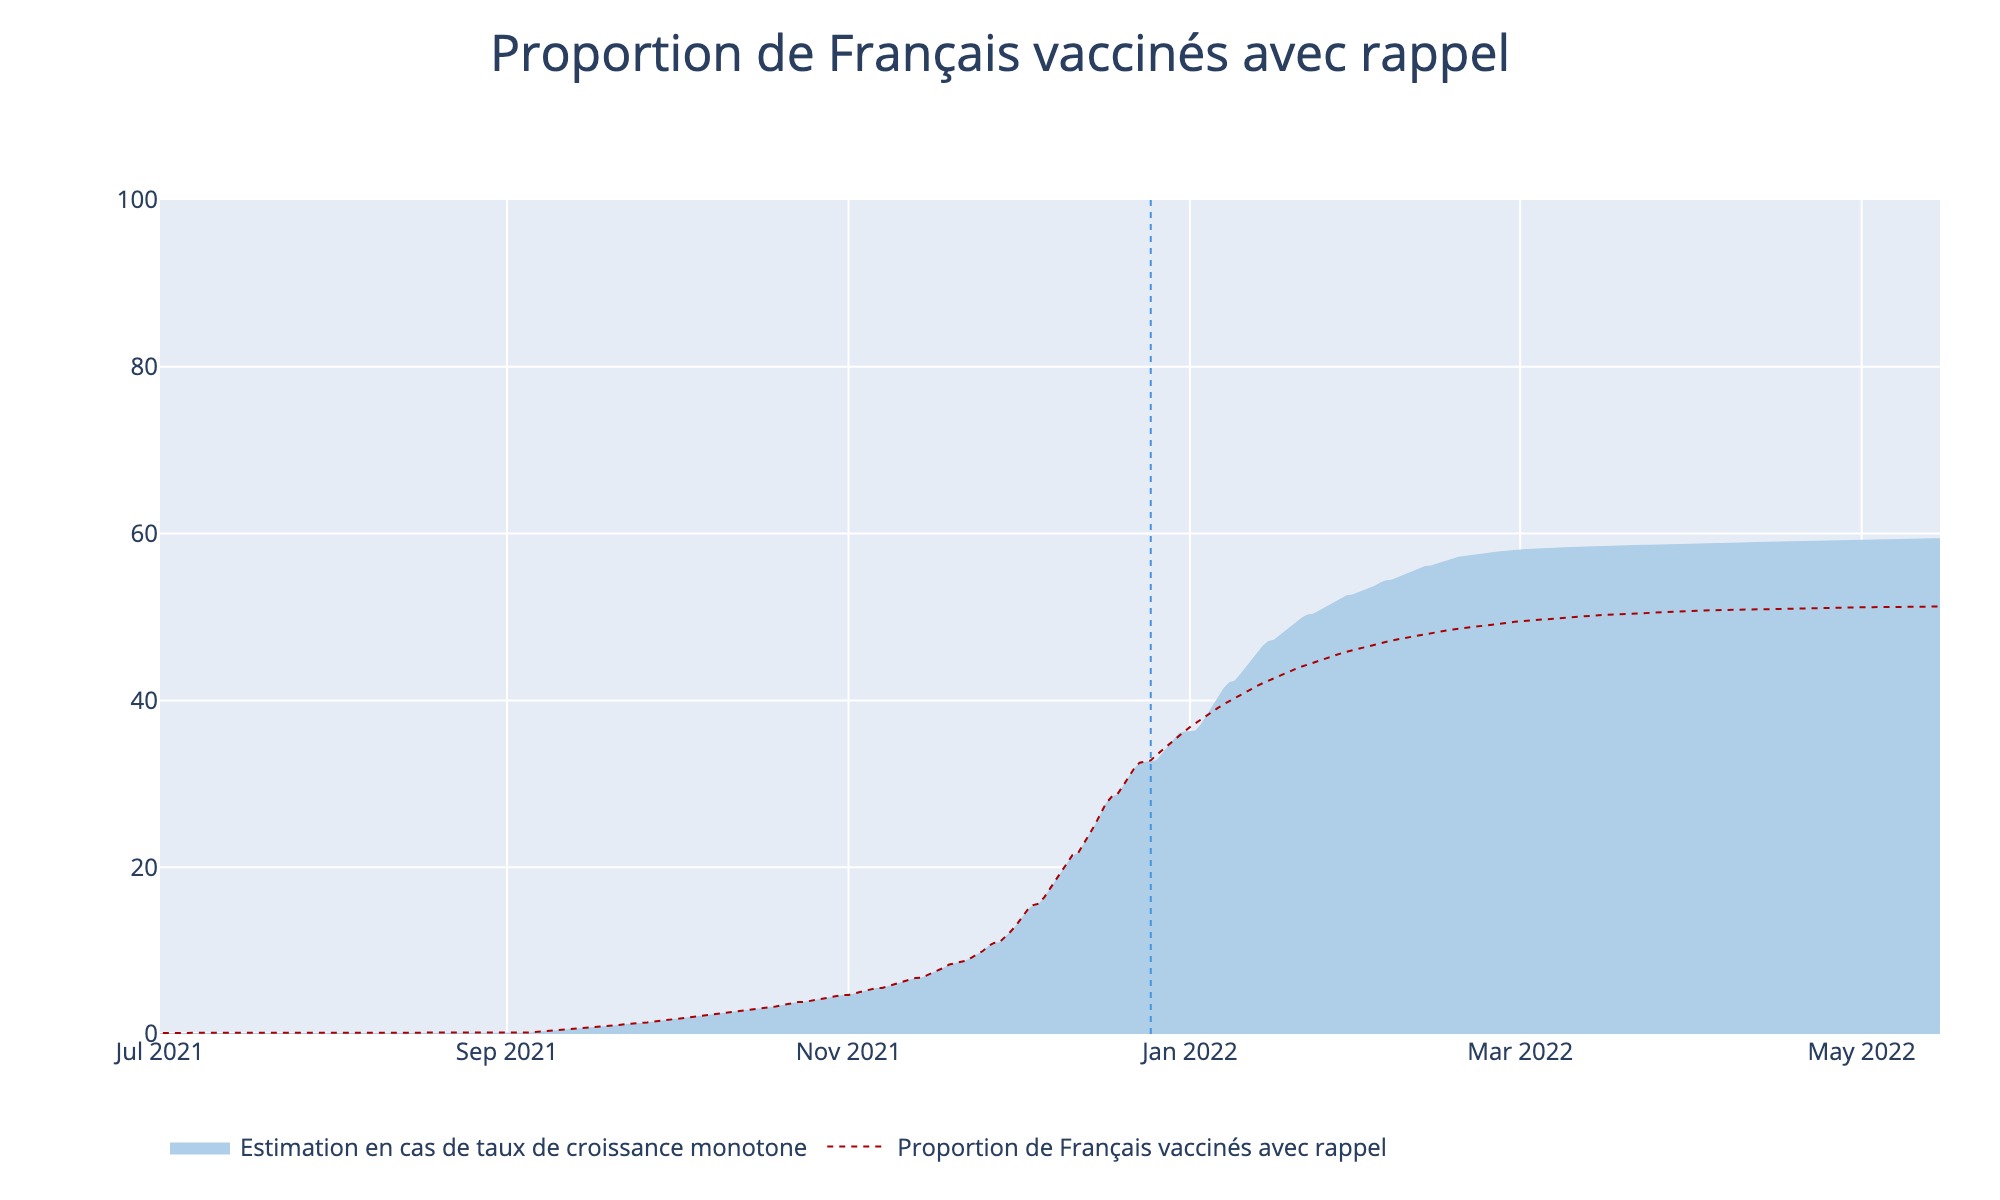 Proportion de Français vaccinés avec rappel
100
80
60
40
20
0
Jul 2021 Sep 2021 Nov 2021 Jan 2022 Mar 2022 May 2022
Estimation en cas de taux de croissance monotone Proportion de Français vaccinés avec rappel